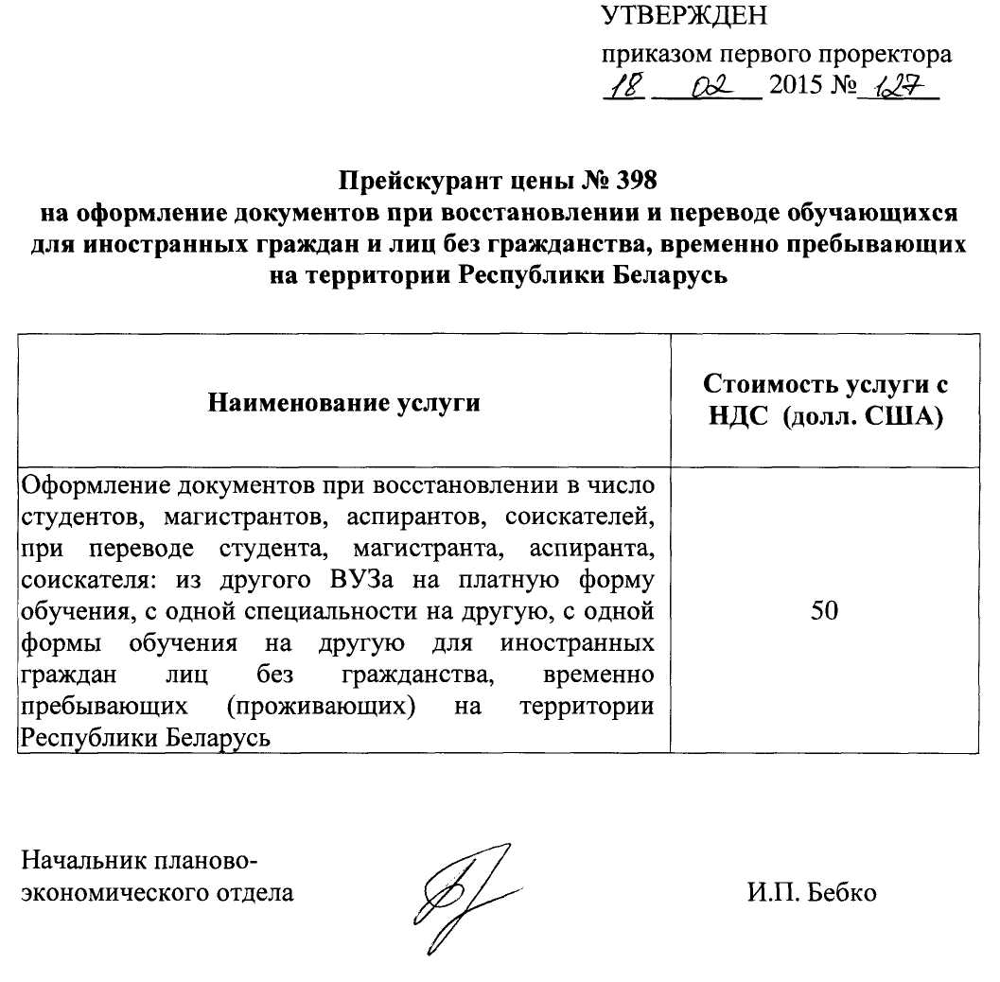 УТВЕРЖДЕН
приказом первого проректора
18 02 2015 № 127
Прейскурант цены № 398
на оформление документов при восстановлении и переводе обучающихся
для иностранных граждан и лиц без гражданства, временно пребывающих
на территории Республики Беларусь
Наименование услуги
Стоимость услуги с
НДС (долл. США)
Оформление документов при восстановлении в число
студентов, магистрантов, аспирантов, соискателей,
при переводе студента, магистранта, аспиранта,
соискателя: из другого ВУЗа на платную форму
обучения, с одной специальности на другую, с одной
формы обучения на другую для иностранных
граждан лиц без гражданства, временно
пребывающих (проживающих) на территории
Республики Беларусь
50
Начальник планово-
экономического отдела
И.П. Бебко